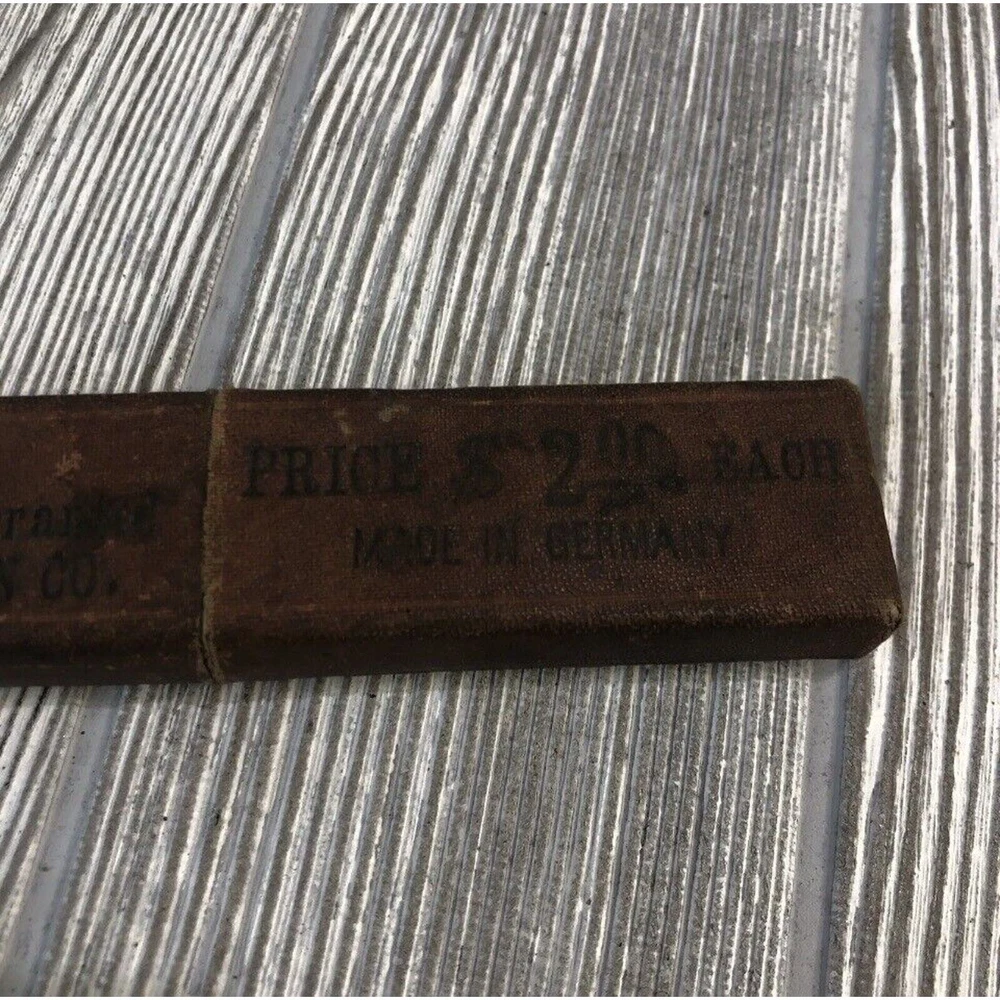 PRICE $ 2.00 EACH
MADE IN GERMANY
CO.